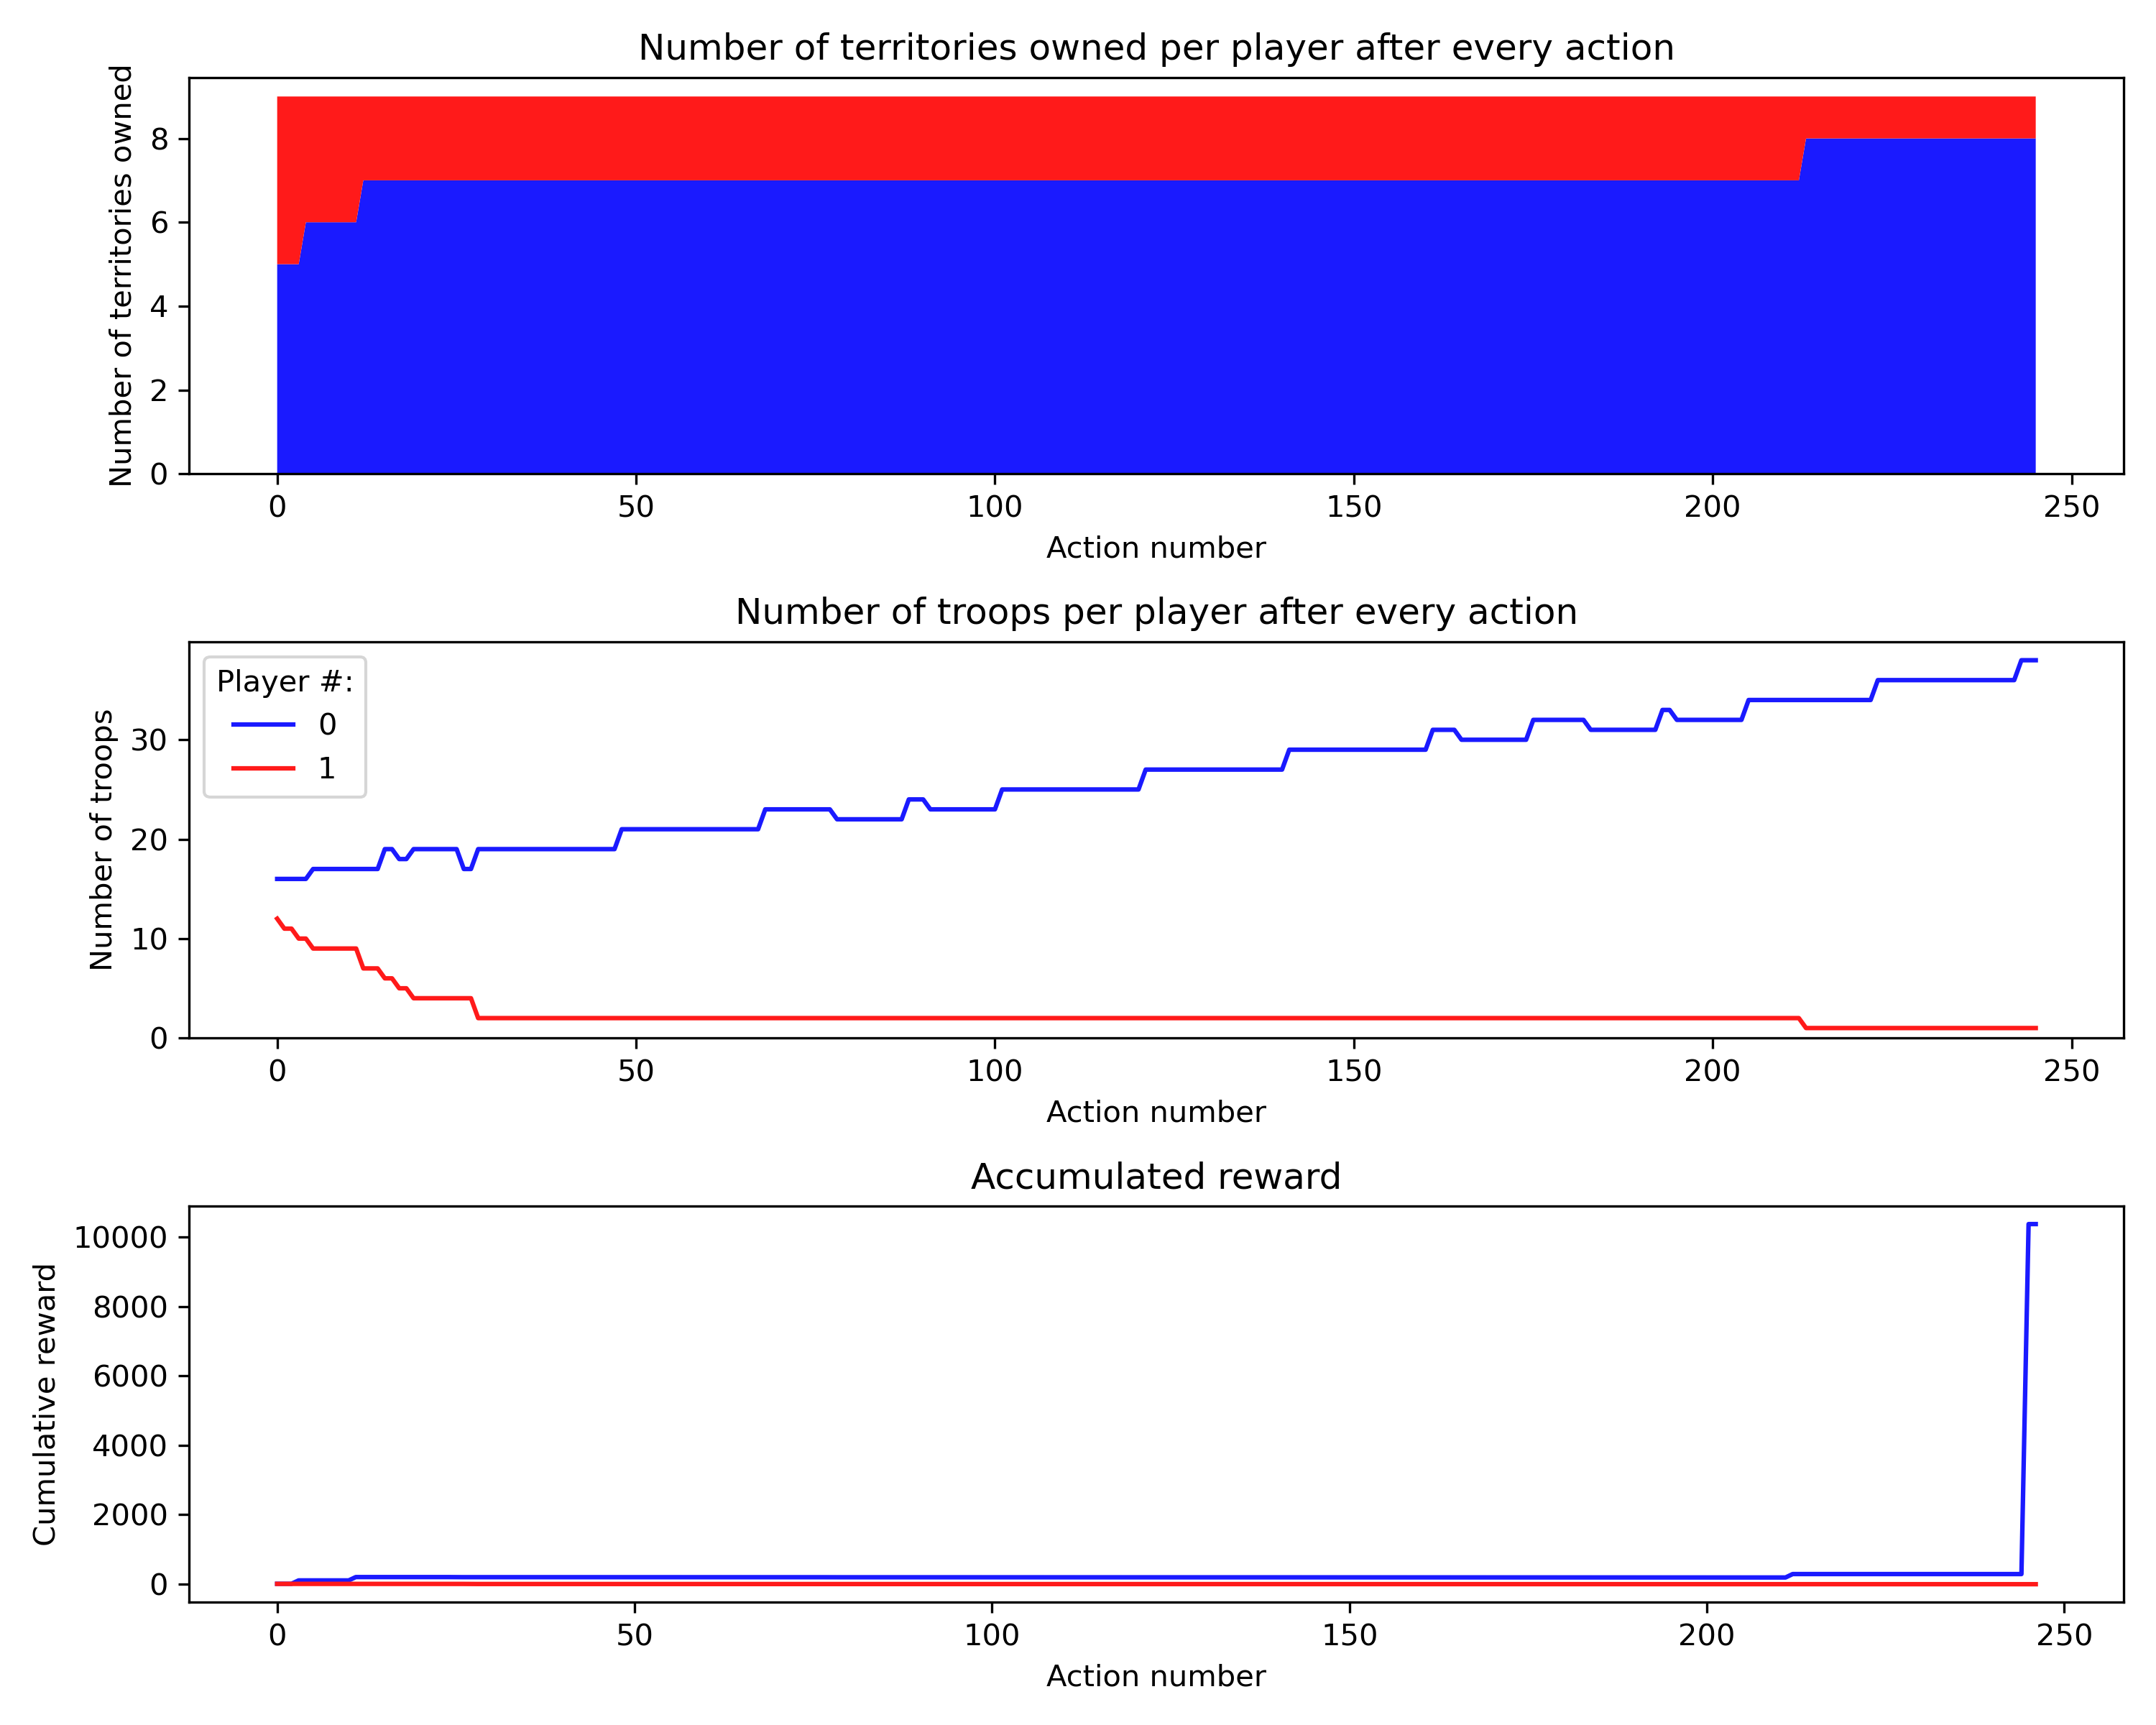 Number of territories owned per player after every action
Number of territories owned
8
6
4
2
0
0 50 100 150 200 250
Action number
Number of troops per player after every action
Number of troops
Player #:
0
1
30
20
10
0
0 50 100 150 200 250
Action number
Accumulated reward
Cumulative reward
10000
8000
6000
4000
2000
0
0 50 100 150 200 250
Action number